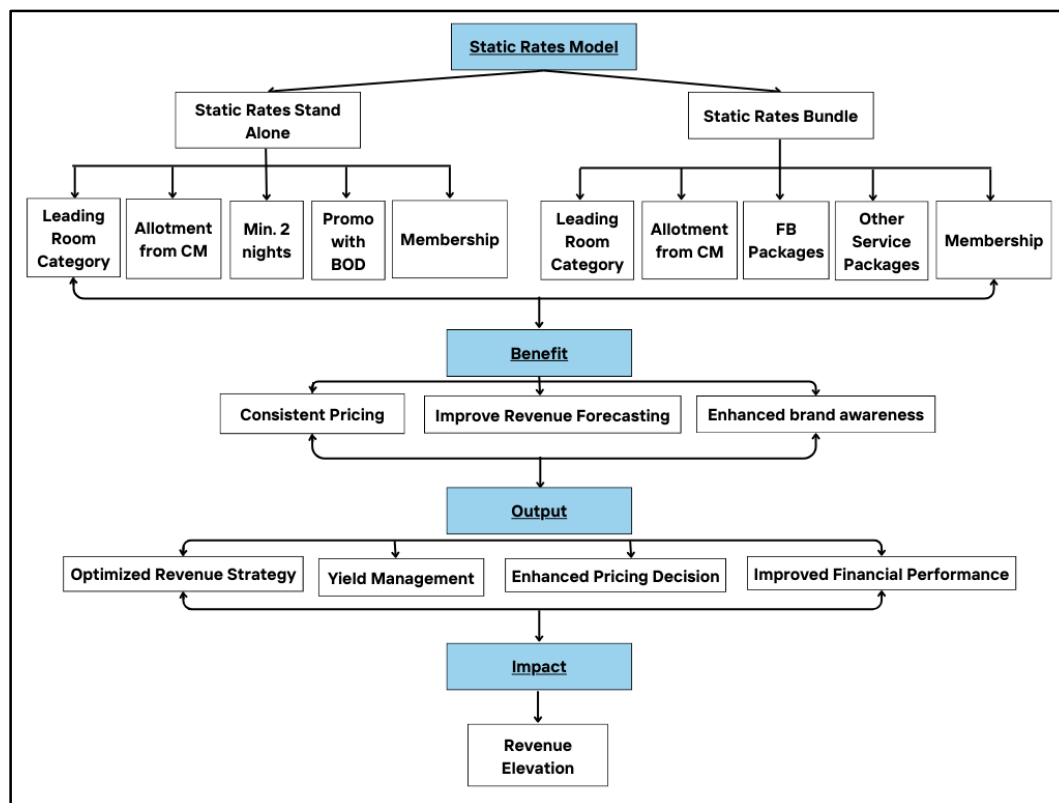 Static Rates Model
Static Rates Stand
Alone
Static Rates Bundle
Leading
Room
Category
Allotment
from CM
Min. 2
nights
Promo
with
BOD
Membership
Leading
Room
Category
Allotment
from CM
FB
Packages
Other
Service
Packages
Membership
Benefit
Consistent Pricing
Improve Revenue Forecasting
Enhanced brand awareness
Output
Optimized Revenue Strategy
Yield Management
Enhanced Pricing Decision
Improved Financial Performance
Impact
Revenue
Elevation